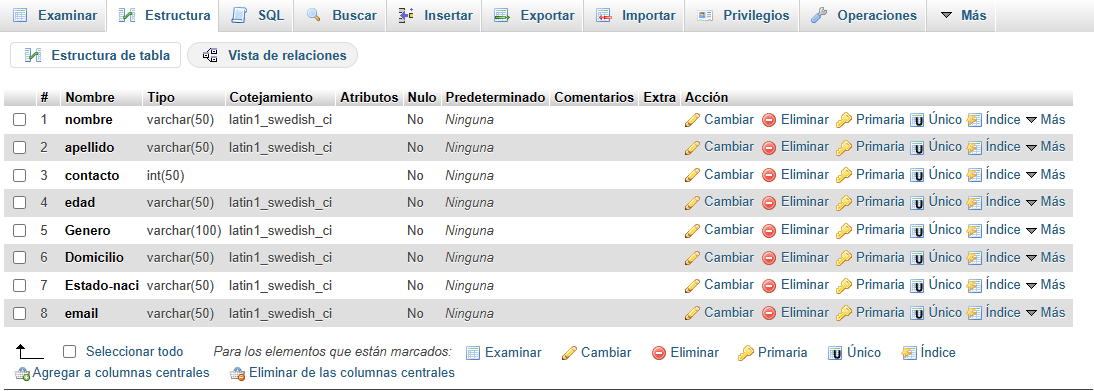 Examinar Estructura SQL Buscar Insertar Exportar Importar Privilegios Operaciones Más
Estructura de tabla Vista de relaciones
# Nombre Tipo Cotejamiento Atributos Nulo Predeterminado Comentarios Extra Acción
1 nombre varchar(50) latin1_swedish_ci No Ninguna Cambiar Eliminar Primaria Único Índice Más
2 apellido varchar(50) latin1_swedish_ci No Ninguna Cambiar Eliminar Primaria Único Índice Más
3 contacto int(50) No Ninguna Cambiar Eliminar Primaria Único Índice Más
4 edad varchar(50) latin1_swedish_ci No Ninguna Cambiar Eliminar Primaria Único Índice Más
5 Genero varchar(100) latin1_swedish_ci No Ninguna Cambiar Eliminar Primaria Único Índice Más
6 Domicilio varchar(50) latin1_swedish_ci No Ninguna Cambiar Eliminar Primaria Único Índice Más
7 Estado-naci varchar(50) latin1_swedish_ci No Ninguna Cambiar Eliminar Primaria Único Índice Más
8 email varchar(50) latin1_swedish_ci No Ninguna Cambiar Eliminar Primaria Único Índice Más
Seleccionar todo Para los elementos que están marcados: Examinar Cambiar Eliminar Primaria Único Índice
Agregar a columnas centrales Eliminar de las columnas centrales